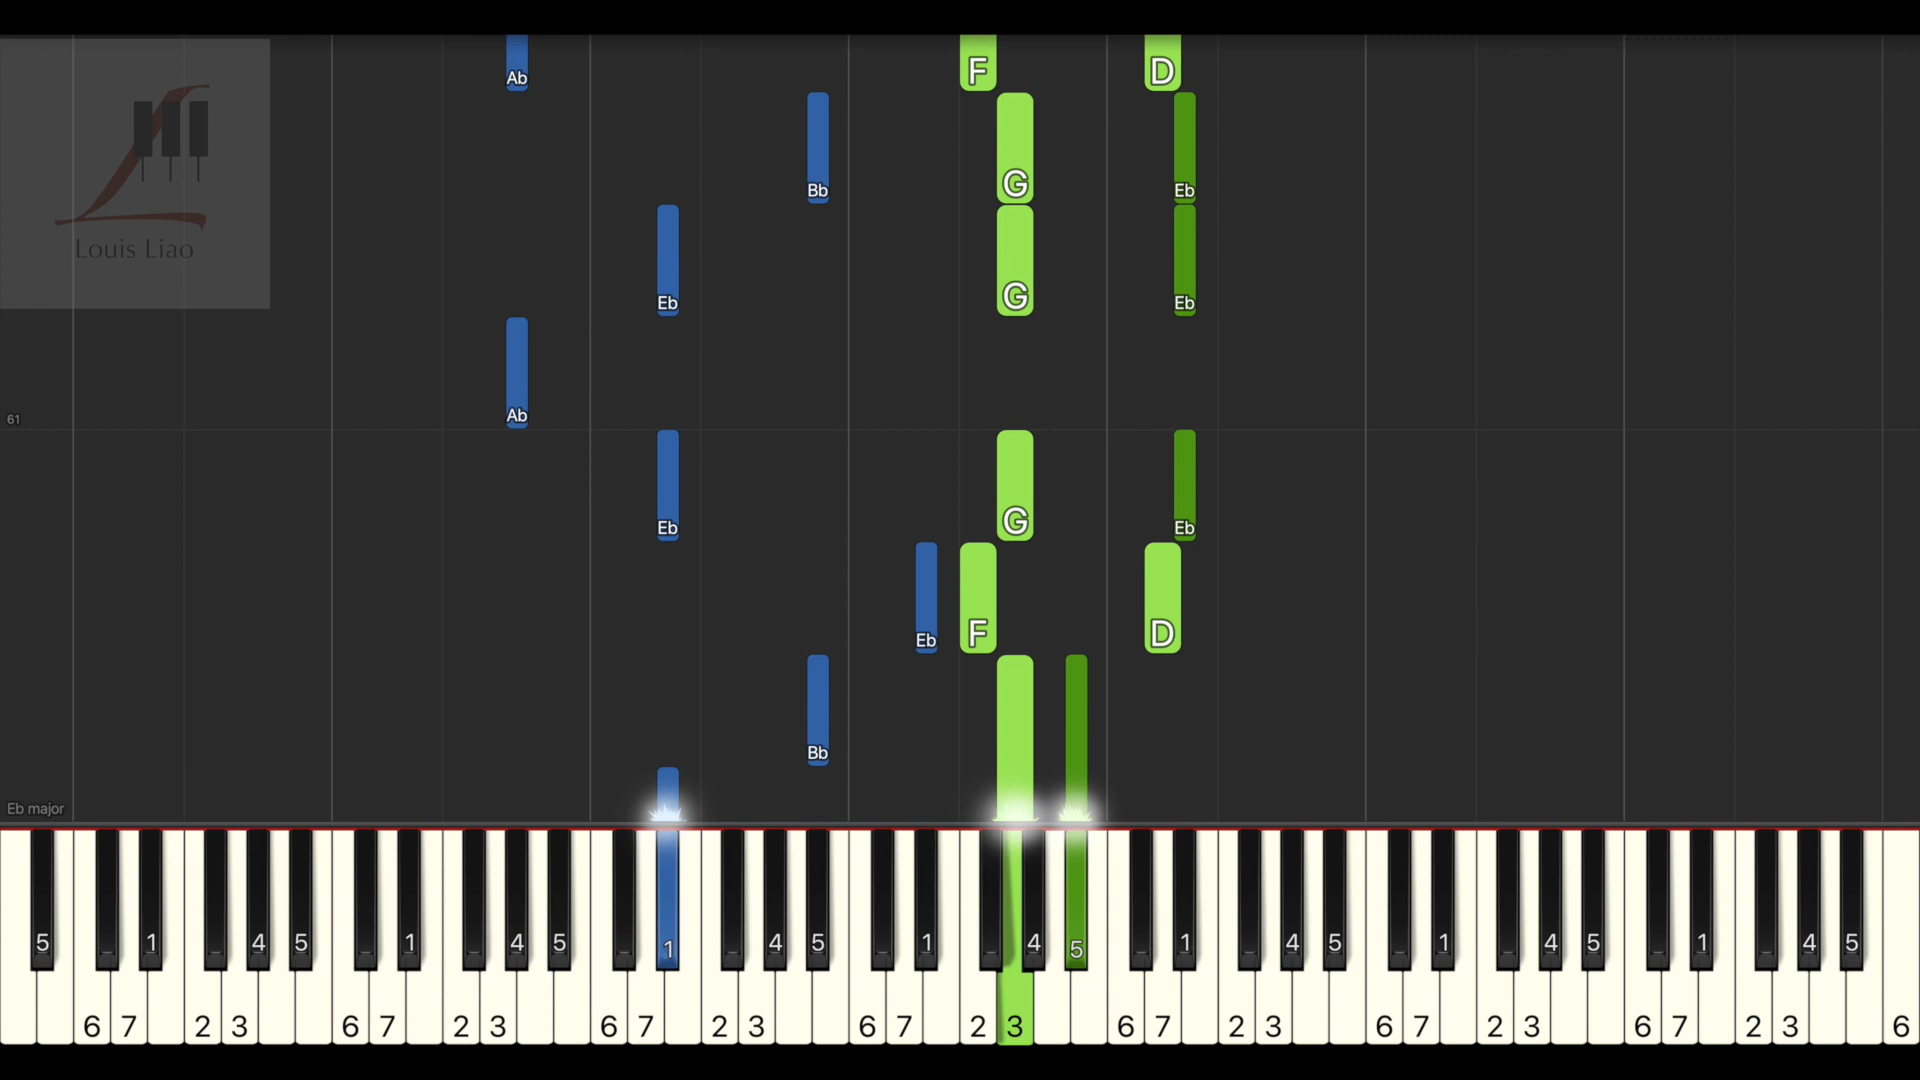 Ab F D
Louis Liao
Bb G Eb
Eb G Eb
Ab
61
Eb G Eb
Eb F D
Bb
Eb major
5 1 4 5 1 4 5 1 4 5 1 4 5 1 4 5 1 4 5 1 4 5
6 7 2 3 6 7 2 3 6 7 2 3 6 7 2 3 6 7 2 3 6 7 2 3 6 7 2 3 6